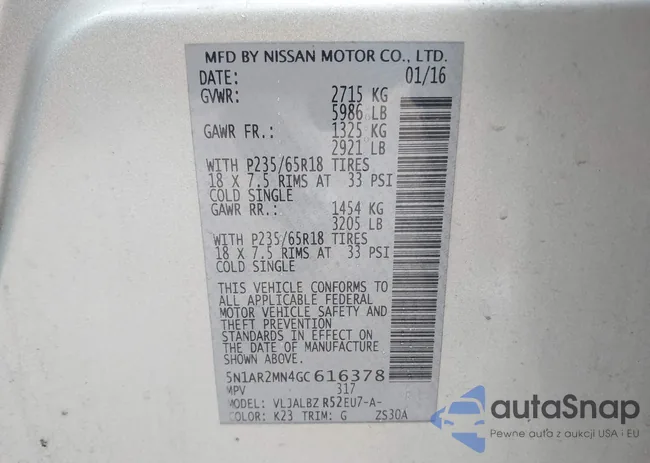 MFD BY NISSAN MOTOR CO., LTD.
DATE: 01/16
GVWR: 2715 KG
5986 LB
GAWR FR.: 1325 KG
2921 LB
WITH P235/65R18 TIRES
18 X 7.5 RIMS AT 33 PSI
COLD SINGLE
GAWR RR.: 1454 KG
3205 LB
WITH P235/65R18 TIRES
18 X 7.5 RIMS AT 33 PSI
COLD SINGLE
THIS VEHICLE CONFORMS TO
ALL APPLICABLE FEDERAL
MOTOR VEHICLE SAFETY AND
THEFT PREVENTION
STANDARDS IN EFFECT ON
THE DATE OF MANUFACTURE
SHOWN ABOVE.
5N1AR2MN4GC616378
MPV 317
MODEL: VLJALBZ R52EU7-A-
COLOR: K23 TRIM: G ZS30A
autoSnap
Pewne auta z aukcji USA i EU